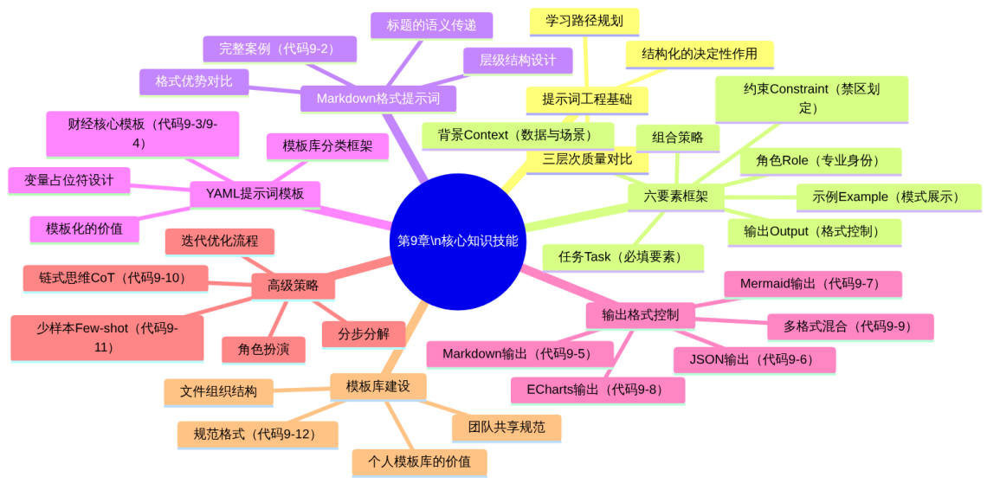 第9章\n核心知识技能
提示词工程基础
学习路径规划
结构化的决定性作用
三层次质量对比
六要素框架
背景Context（数据与场景）
组合策略
约束Constraint（禁区划
定）
角色Role（专业身份）
示例Example（模式展示）
输出Output（格式控制）
任务Task（必填要素）
Markdown格式提示词
标题的语义传递
完整案例（代码9-2）
层级结构设计
格式优势对比
YAML提示词模板
财经核心模板（代码9-3/9-
4）
模板库分类框架
变量占位符设计
模板化的价值
输出格式控制
Mermaid输出（代码9-7）
多格式混合（代码9-9）
JSON输出（代码9-6）
Markdown输出（代码9-5）
ECharts输出（代码9-8）
高级策略
迭代优化流程
链式思维CoT（代码9-10）
少样本Few-shot（代码9-
11）
角色扮演
分步分解
模板库建设
文件组织结构
规范格式（代码9-12）
个人模板库的价值
团队共享规范